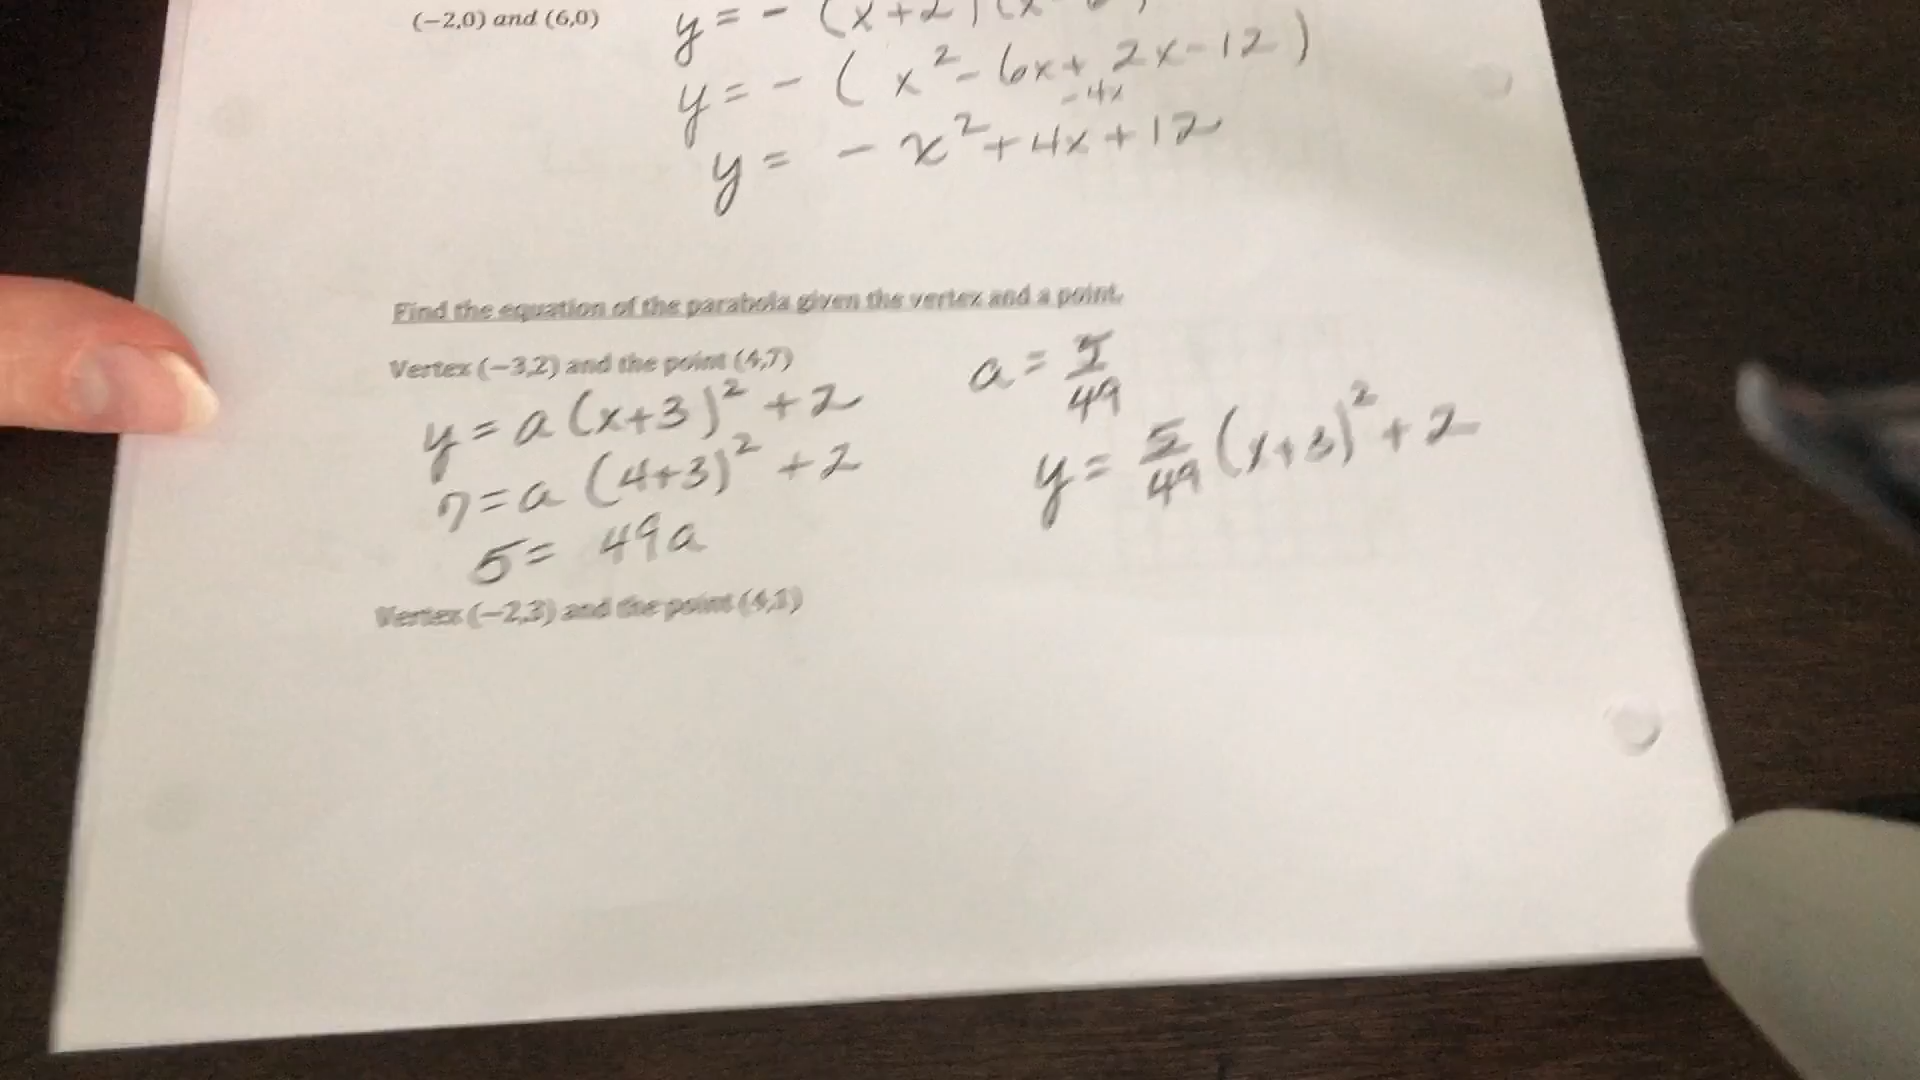 (−2,0) and (6,0)
y = - (x+2)(x
y = - (x² - 6x + 2x - 12)
-4x
y = - x² + 4x + 12
Find the equation of the parabola given the vertex and a point.
Vertex (−3,2) and the point (4,7)
y = a (x+3)² + 2
7 = a (4+3)² + 2
5 = 49a
a = 5/49
y = 5/49 (x+3)² + 2
Vertex (−2,3) and the point (4,1)